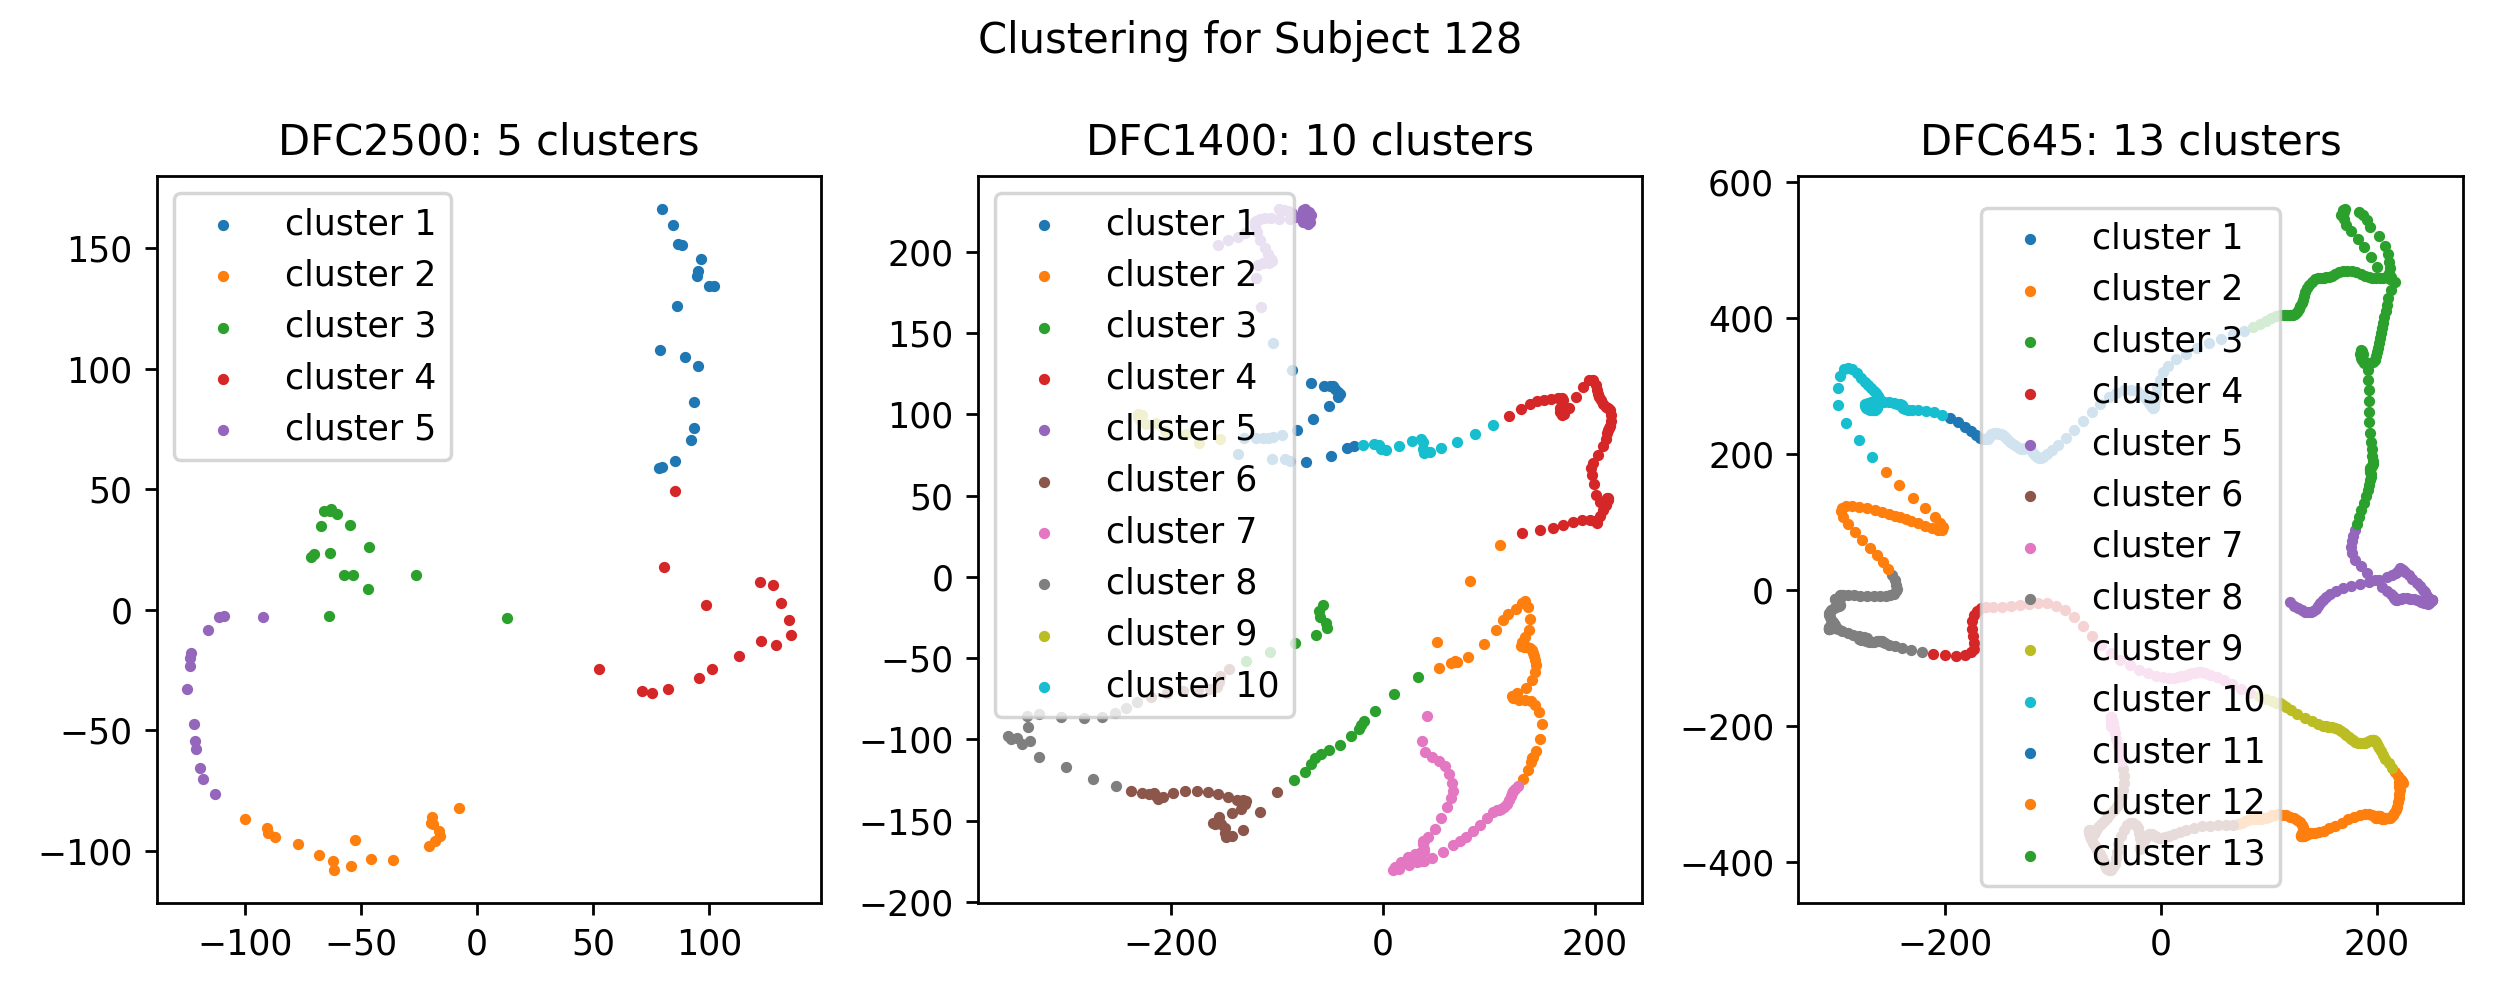 Clustering for Subject 128
DFC2500: 5 clusters
150
100
50
0
−50
−100
−100
−50
0
50
100
cluster 1
cluster 2
cluster 3
cluster 4
cluster 5
DFC1400: 10 clusters
200
150
100
50
0
−50
−100
−150
−200
−200
0
200
cluster 1
cluster 2
cluster 3
cluster 4
cluster 5
cluster 6
cluster 7
cluster 8
cluster 9
cluster 10
DFC645: 13 clusters
600
400
200
0
−200
−400
−200
0
200
cluster 1
cluster 2
cluster 3
cluster 4
cluster 5
cluster 6
cluster 7
cluster 8
cluster 9
cluster 10
cluster 11
cluster 12
cluster 13